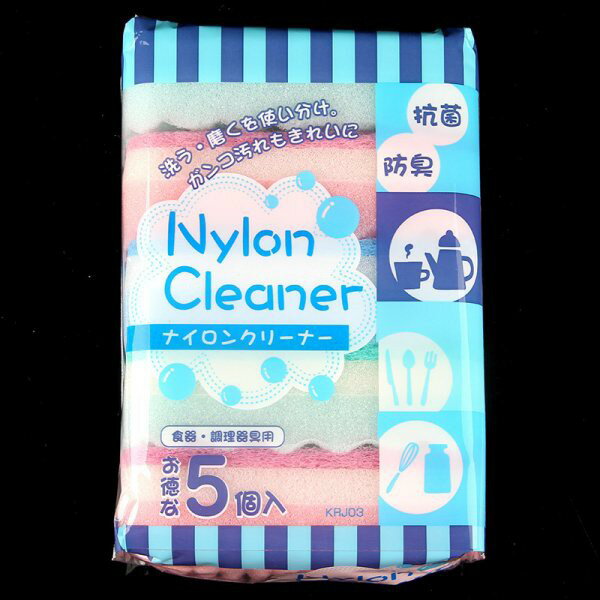 洗う・磨くを使い分け。
ガンコ汚れもきれいに
抗菌
防臭
Nylon
Cleaner
ナイロンクリーナー
食器・調理器具用
お徳な5個入
KRJ03
Nylon